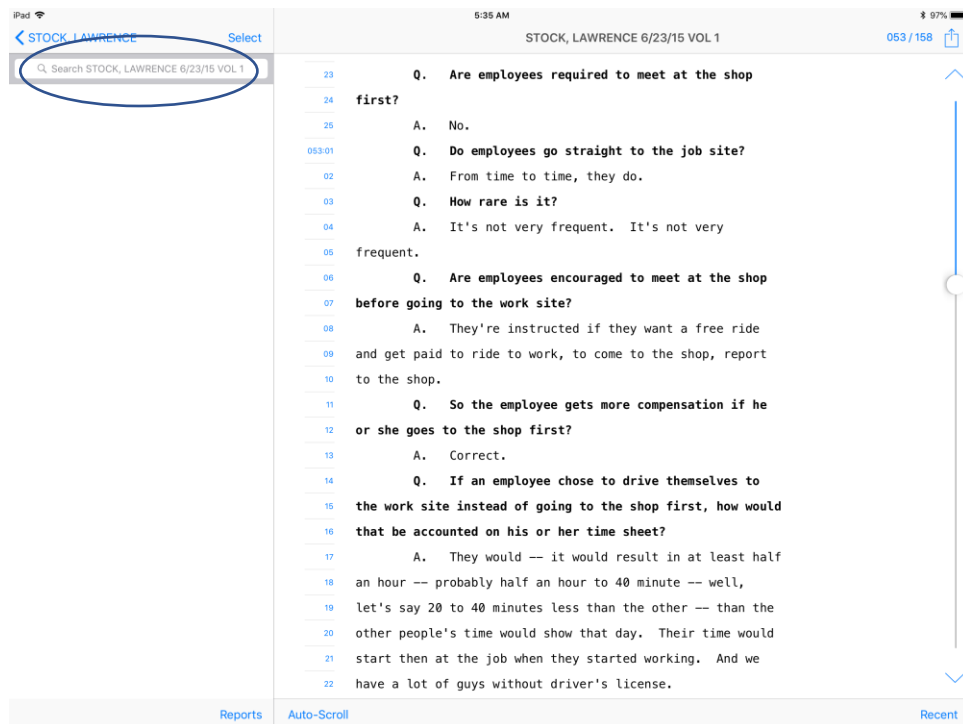 iPad 5:35 AM 97%
STOCK, LAWRENCE Select STOCK, LAWRENCE 6/23/15 VOL 1 053 / 158
Search STOCK, LAWRENCE 6/23/15 VOL 1
23 Q. Are employees required to meet at the shop
24 first?
25 A. No.
053:01 Q. Do employees go straight to the job site?
02 A. From time to time, they do.
03 Q. How rare is it?
04 A. It's not very frequent. It's not very
05 frequent.
06 Q. Are employees encouraged to meet at the shop
07 before going to the work site?
08 A. They're instructed if they want a free ride
09 and get paid to ride to work, to come to the shop, report
10 to the shop.
11 Q. So the employee gets more compensation if he
12 or she goes to the shop first?
13 A. Correct.
14 Q. If an employee chose to drive themselves to
15 the work site instead of going to the shop first, how would
16 that be accounted on his or her time sheet?
17 A. They would -- it would result in at least half
18 an hour -- probably half an hour to 40 minute -- well,
19 let's say 20 to 40 minutes less than the other -- than the
20 other people's time would show that day. Their time would
21 start then at the job when they started working. And we
22 have a lot of guys without driver's license.
Reports Auto-Scroll Recent